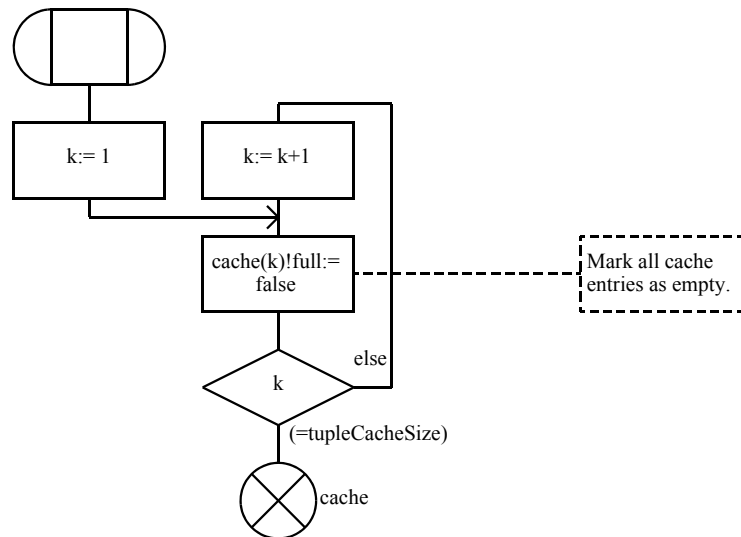 k:= 1
k:= k+1
cache(k)!full:=
false
Mark all cache
entries as empty.
else
k
(=tupleCacheSize)
cache